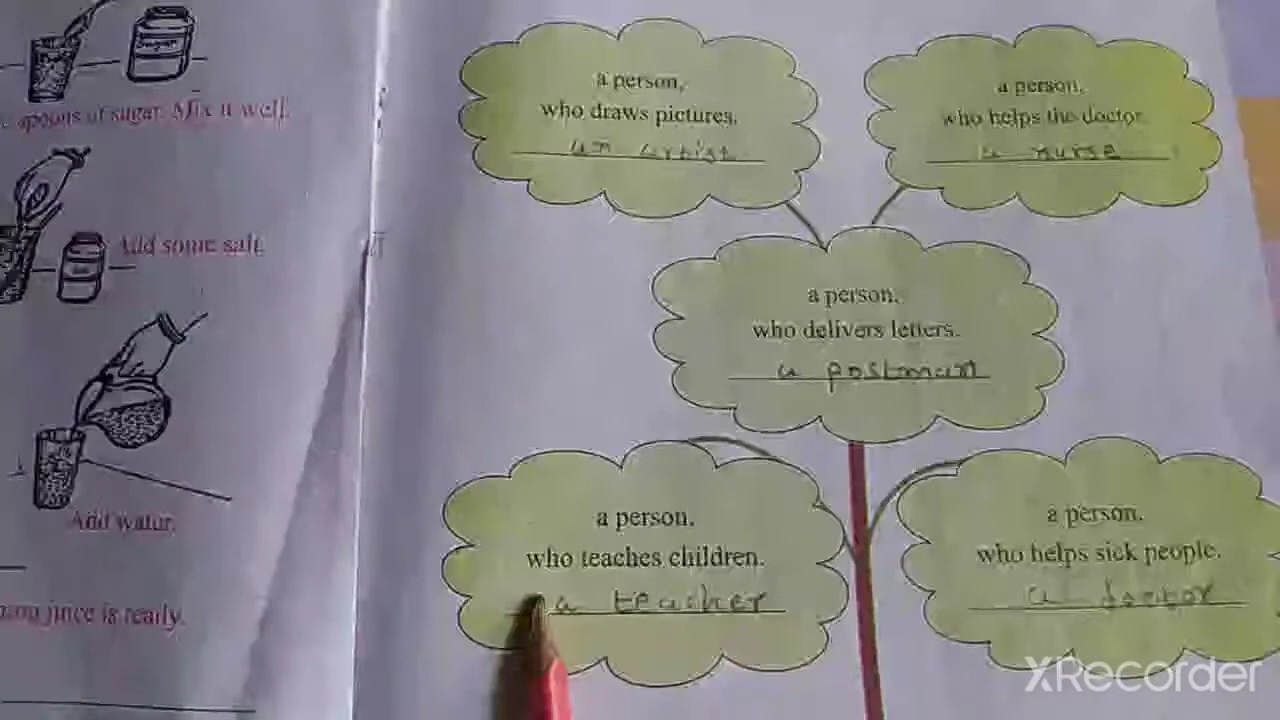 Sugar
spoons of sugar. Mix it well.
Add some salt.
Add water.
juice is ready.
a person,
who draws pictures.
an artist
a person,
who helps the doctor.
a nurse
a person,
who delivers letters.
a postman
a person,
who teaches children.
a teacher
a person,
who helps sick people.
a doctor
XRecorder